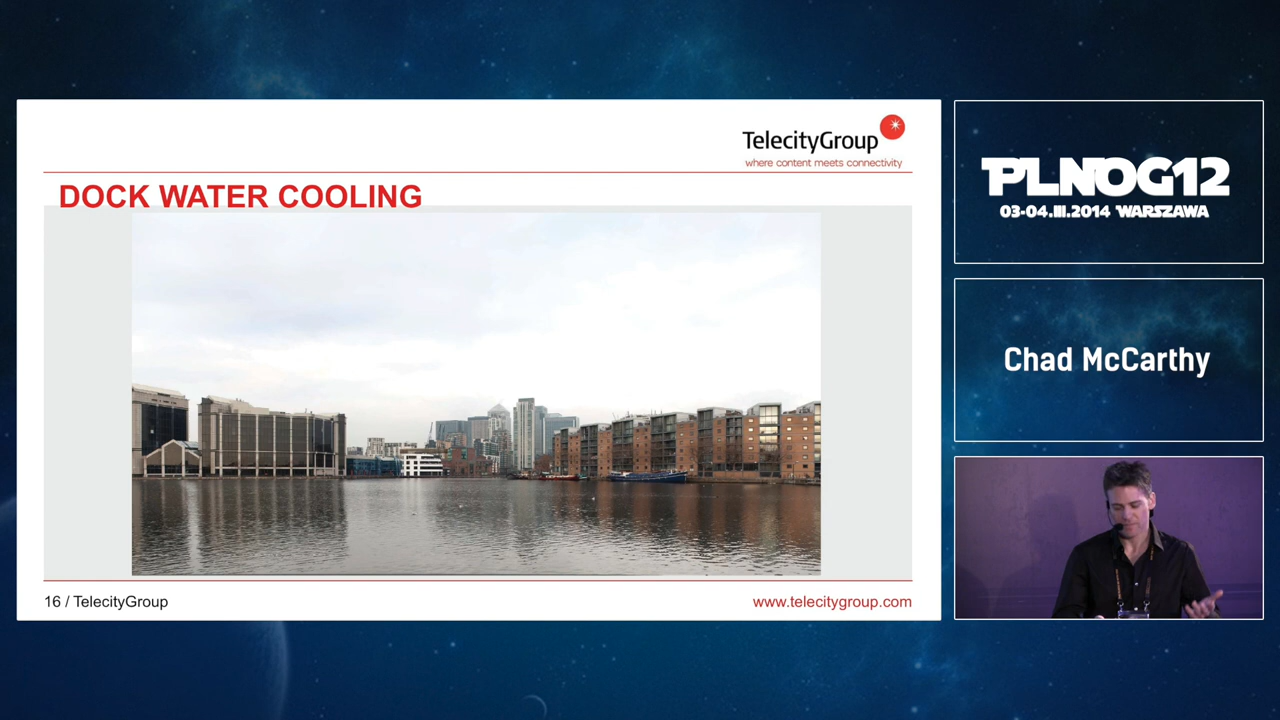 TelecityGroup
where content meets connectivity
DOCK WATER COOLING
16 / TelecityGroup
www.telecitygroup.com
PLNOG12
03-04.III.2014 WARSZAWA
Chad McCarthy